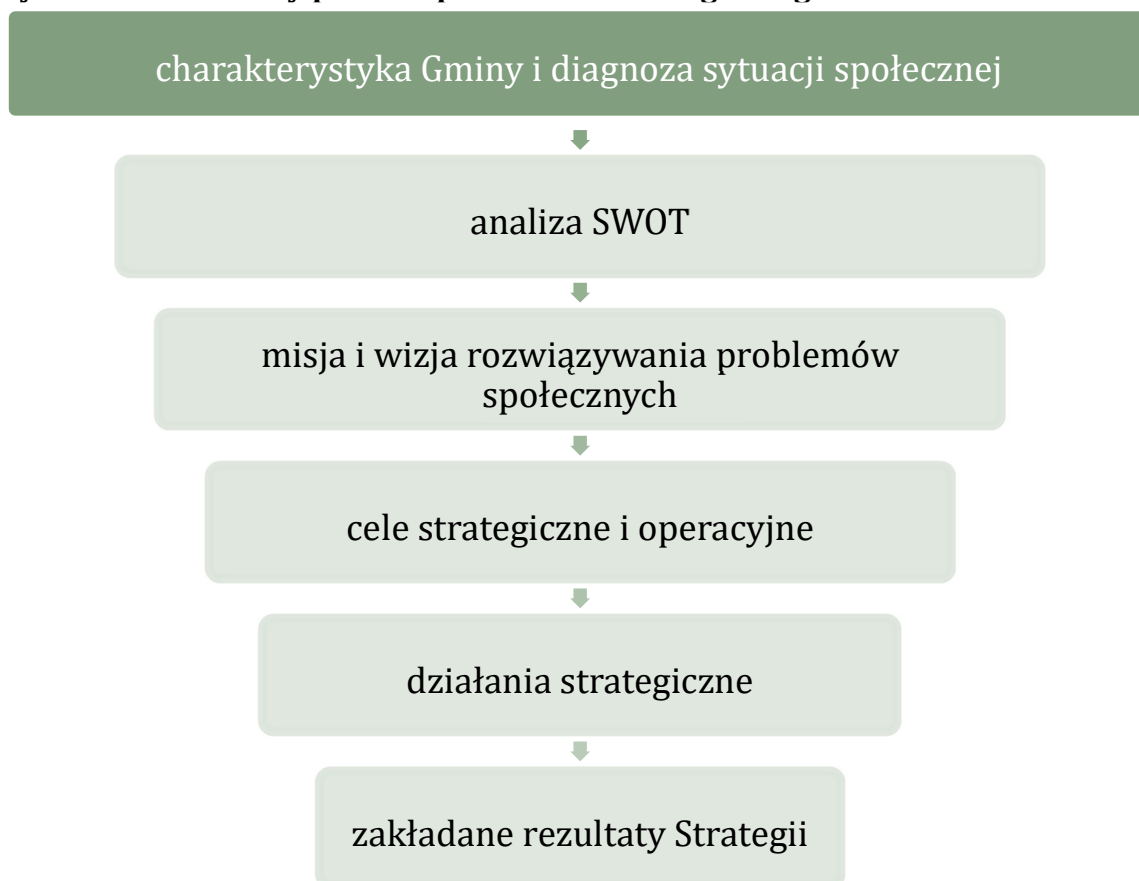 charakterystyka Gminy i diagnoza sytuacji społecznej
analiza SWOT
misja i wizja rozwiązywania problemów
społecznych
cele strategiczne i operacyjne
działania strategiczne
zakładane rezultaty Strategii